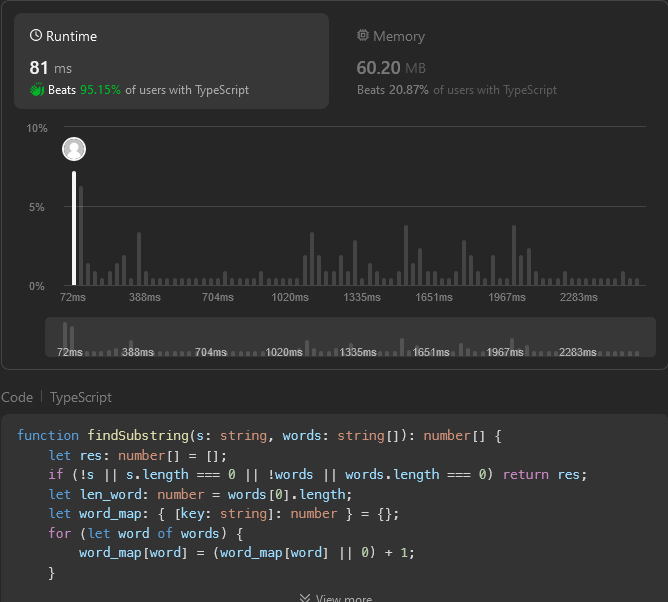 Runtime
Memory
81 ms
60.20 MB
Beats 95.15% of users with TypeScript
Beats 20.87% of users with TypeScript
10%
5%
0%
72ms 388ms 704ms 1020ms 1335ms 1651ms 1967ms 2283ms
72ms 388ms 704ms 1020ms 1335ms 1651ms 1967ms 2283ms
Code | TypeScript
function findSubstring(s: string, words: string[]): number[] {
    let res: number[] = [];
    if (!s || s.length === 0 || !words || words.length === 0) return res;
    let len_word: number = words[0].length;
    let word_map: { [key: string]: number } = {};
    for (let word of words) {
        word_map[word] = (word_map[word] || 0) + 1;
    }
View more